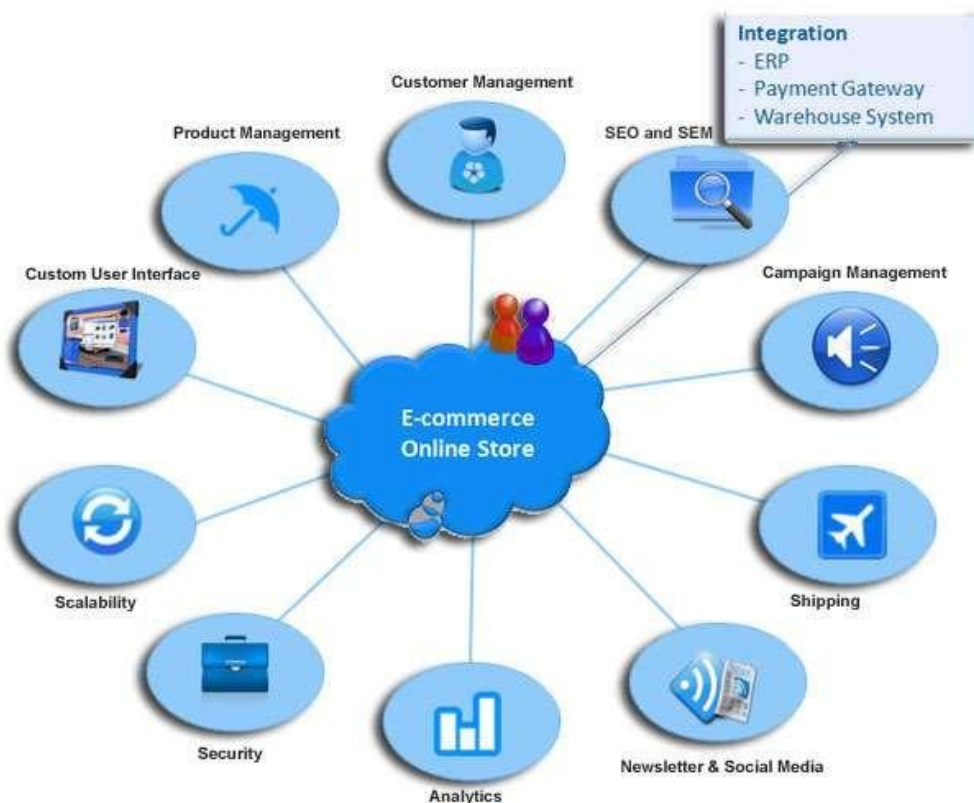 Integration
- ERP
- Payment Gateway
- Warehouse System
Customer Management
Product Management
SEO and SEM
Custom User Interface
Campaign Management
E-commerce
Online Store
Scalability
Shipping
Security
Newsletter & Social Media
Analytics